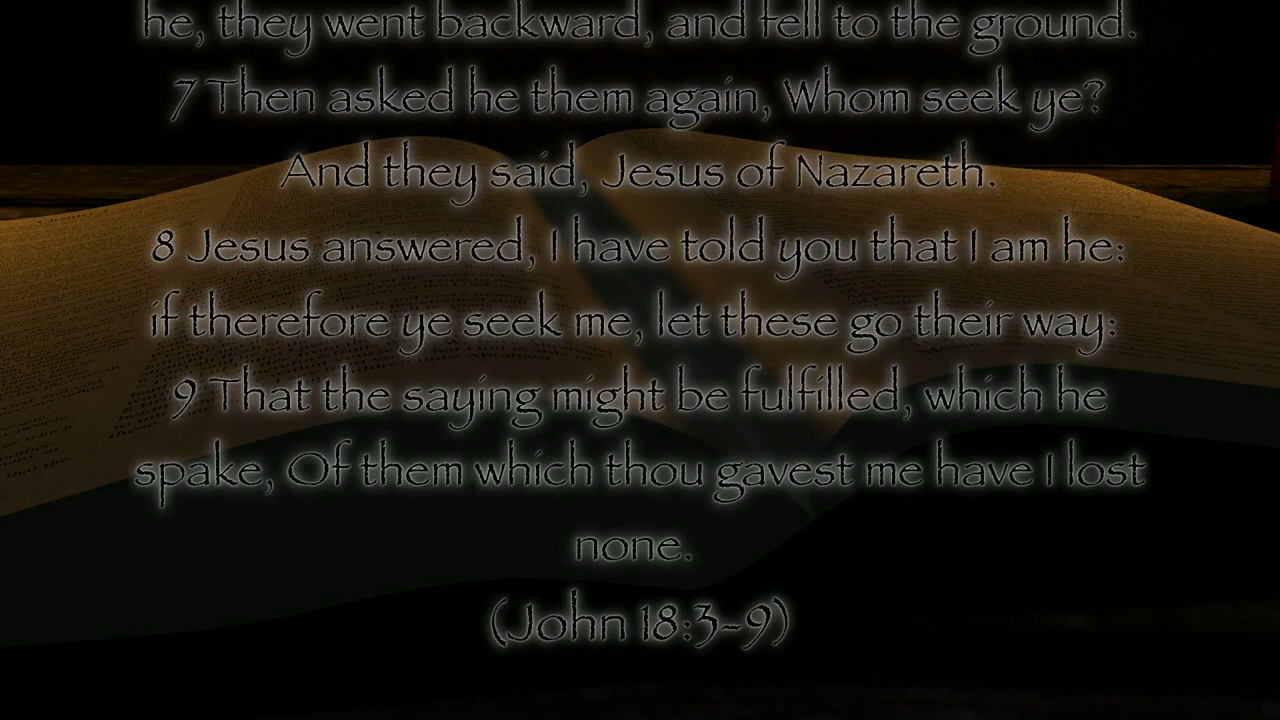 he, they went backward, and fell to the ground.
7 Then asked he them again, Whom seek ye?
And they said, Jesus of Nazareth.
8 Jesus answered, I have told you that I am he:
if therefore ye seek me, let these go their way:
9 That the saying might be fulfilled, which he
spake, Of them which thou gavest me have I lost
none.
(John 18:3-9)